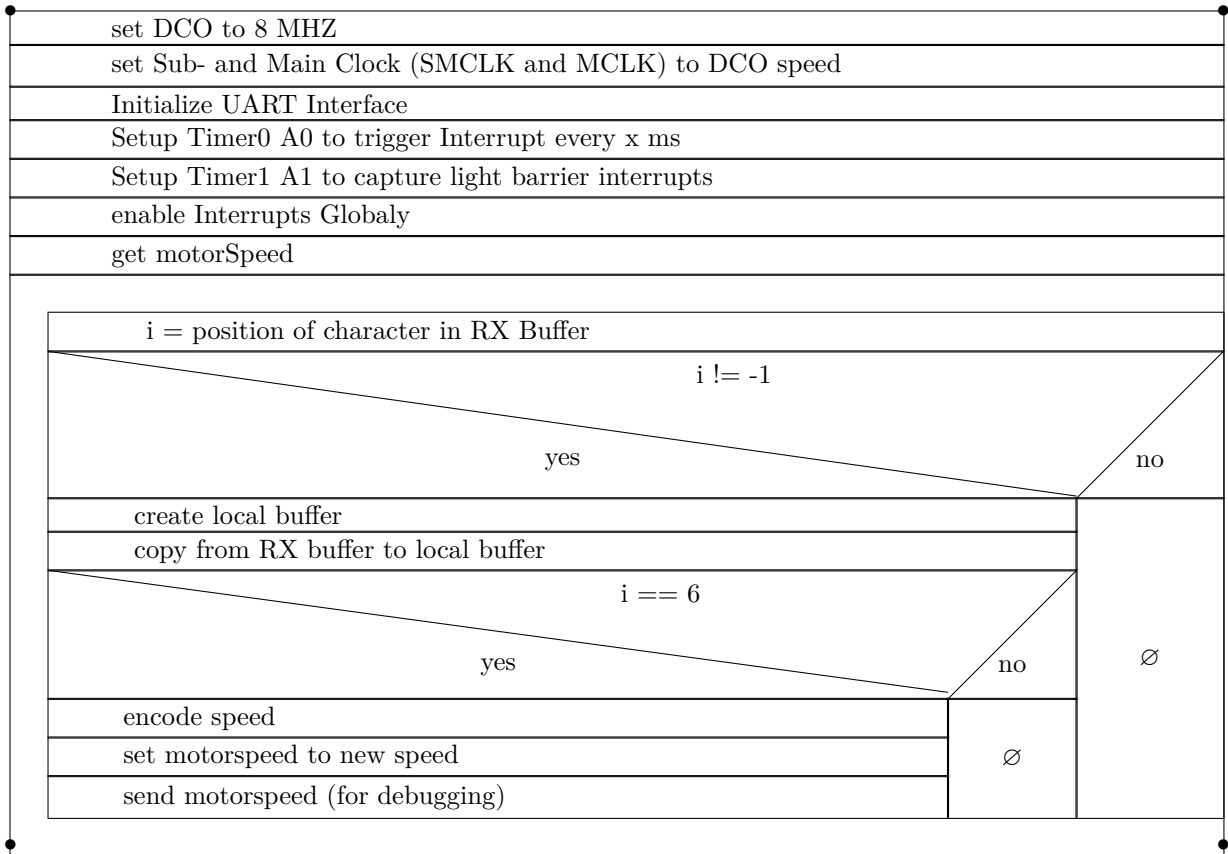 set DCO to 8 MHZ
set Sub- and Main Clock (SMCLK and MCLK) to DCO speed
Initialize UART Interface
Setup Timer0 A0 to trigger Interrupt every x ms
Setup Timer1 A1 to capture light barrier interrupts
enable Interrupts Globaly
get motorSpeed
i = position of character in RX Buffer
i != -1
yes
no
create local buffer
copy from RX buffer to local buffer
i == 6
yes
no
∅
encode speed
set motorspeed to new speed
∅
send motorspeed (for debugging)